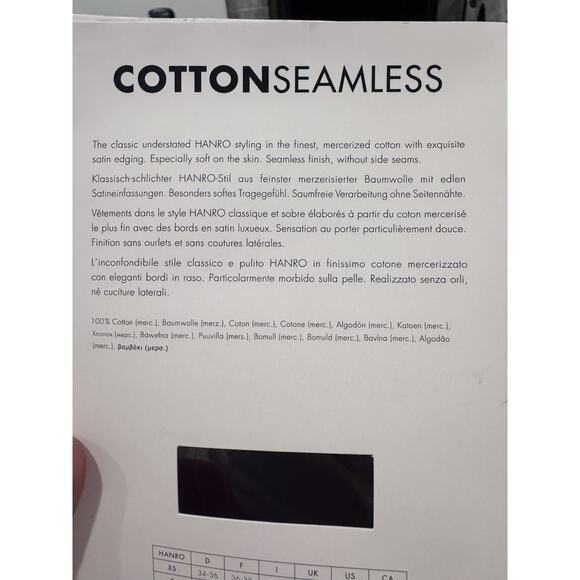 COTTONSEAMLESS
The classic understated HANRO styling in the finest, mercerized cotton with exquisite
satin edging. Especially soft on the skin. Seamless finish, without side seams.
Klassisch-schlichter HANRO-Stil aus feinster merzerisierter Baumwolle mit edlen
Satineinfassungen. Besonders softes Tragegefühl. Saumfreie Verarbeitung ohne Seitennähte.
Vêtements dans le style HANRO classique et sobre élaborés à partir du coton mercerisé
le plus fin avec des bords en satin luxueux. Sensation au porter particulièrement douce.
Finition sans ourlets et sans coutures latérales.
L'inconfondibile stile classico e pulito HANRO in finissimo cotone mercerizzato
con eleganti bordi in raso. Particolarmente morbido sulla pelle. Realizzato senza orli,
né cuciture laterali.
100% Cotton (merc.), Baumwolle (merz.), Coton (merc.), Cotone (merc.), Algodón (merc.), Katoen (merc.),
Хлопок (мерс.), Bawełna (merc.), Puuvilla (mers.), Bomull (merc.), Bomuld (merc.), Bavlna (merc.), Algodão
(merc.), βαμβάκι (μερσ.)
HANRO D F I UK US CA
XS 34-36 36-38